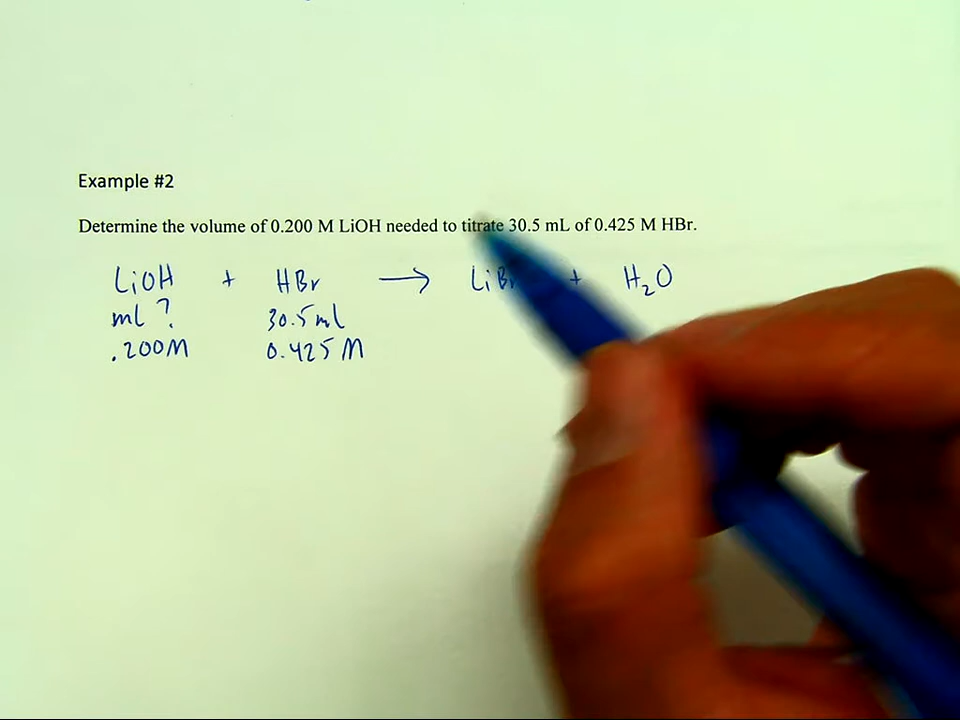 Example #2
Determine the volume of 0.200 M LiOH needed to titrate 30.5 mL of 0.425 M HBr.
LiOH + HBr → LiBr + H₂O
ml ? 30.5 ml
.200M 0.425 M